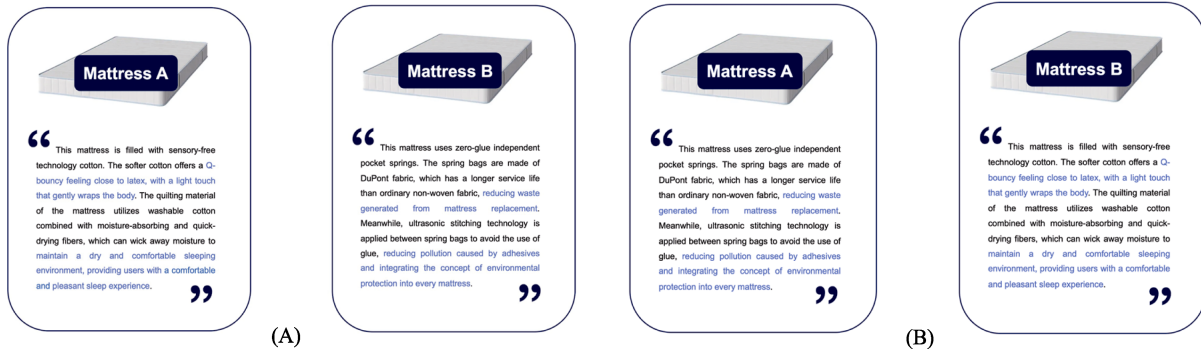 Mattress A
“
This mattress is filled with sensory-free
technology cotton. The softer cotton offers a Q-
bouncy feeling close to latex, with a light touch
that gently wraps the body. The quilting material
of the mattress utilizes washable cotton
combined with moisture-absorbing and quick-
drying fibers, which can wick away moisture to
maintain a dry and comfortable sleeping
environment, providing users with a comfortable
and pleasant sleep experience.
”
Mattress B
“
This mattress uses zero-glue independent
pocket springs. The spring bags are made of
DuPont fabric, which has a longer service life
than ordinary non-woven fabric, reducing waste
generated from mattress replacement.
Meanwhile, ultrasonic stitching technology is
applied between spring bags to avoid the use of
glue, reducing pollution caused by adhesives
and integrating the concept of environmental
protection into every mattress.
”
(A)
Mattress A
“
This mattress uses zero-glue independent
pocket springs. The spring bags are made of
DuPont fabric, which has a longer service life
than ordinary non-woven fabric, reducing waste
generated from mattress replacement.
Meanwhile, ultrasonic stitching technology is
applied between spring bags to avoid the use of
glue, reducing pollution caused by adhesives
and integrating the concept of environmental
protection into every mattress.
”
Mattress B
“
This mattress is filled with sensory-free
technology cotton. The softer cotton offers a Q-
bouncy feeling close to latex, with a light touch
that gently wraps the body. The quilting material
of the mattress utilizes washable cotton
combined with moisture-absorbing and quick-
drying fibers, which can wick away moisture to
maintain a dry and comfortable sleeping
environment, providing users with a comfortable
and pleasant sleep experience.
”
(B)